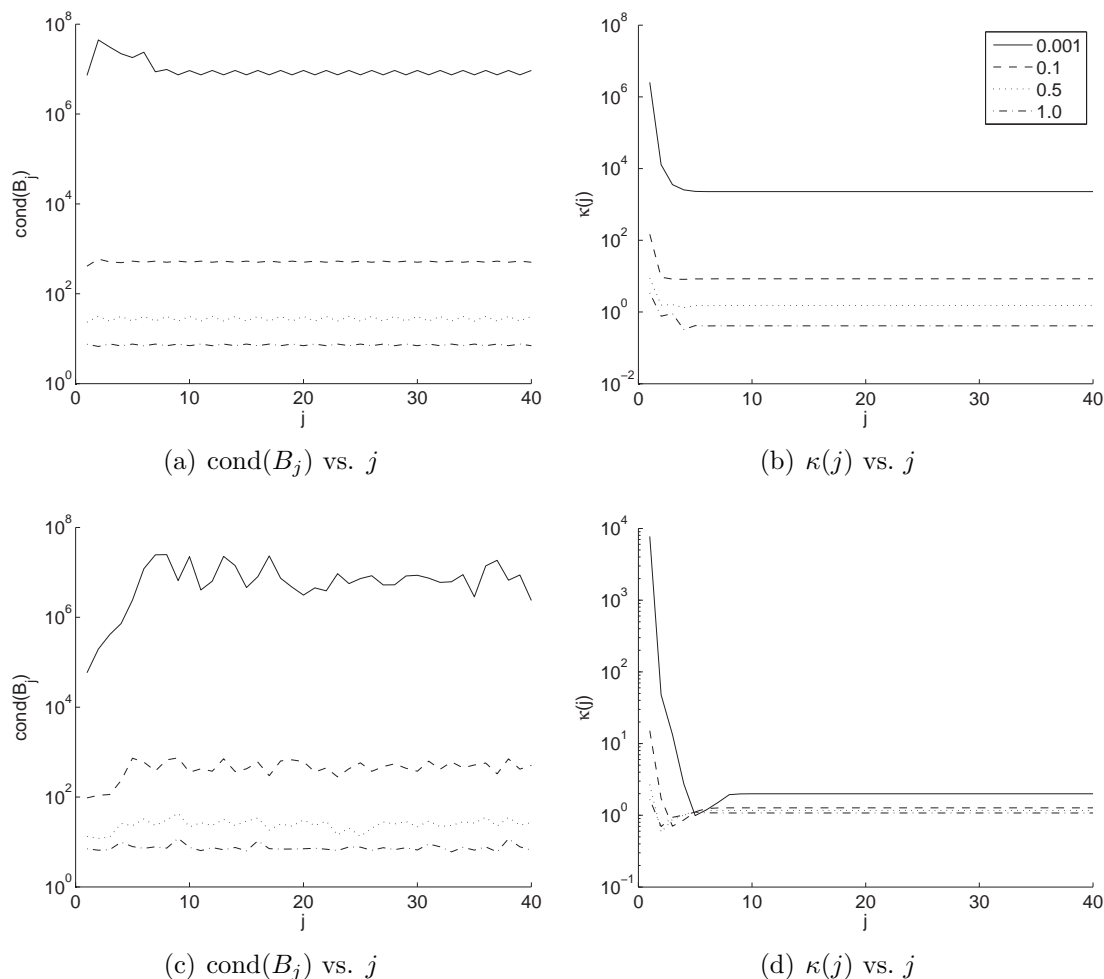 10^8
10^6
10^4
10^2
10^0
cond(B_j)
0 10 20 30 40
j
(a) cond(B_j) vs. j
10^8
10^6
10^4
10^2
10^0
10^-2
κ(j)
0 10 20 30 40
j
0.001
0.1
0.5
1.0
(b) κ(j) vs. j
10^8
10^6
10^4
10^2
10^0
cond(B_j)
0 10 20 30 40
j
(c) cond(B_j) vs. j
10^4
10^3
10^2
10^1
10^0
10^-1
κ(j)
0 10 20 30 40
j
(d) κ(j) vs. j